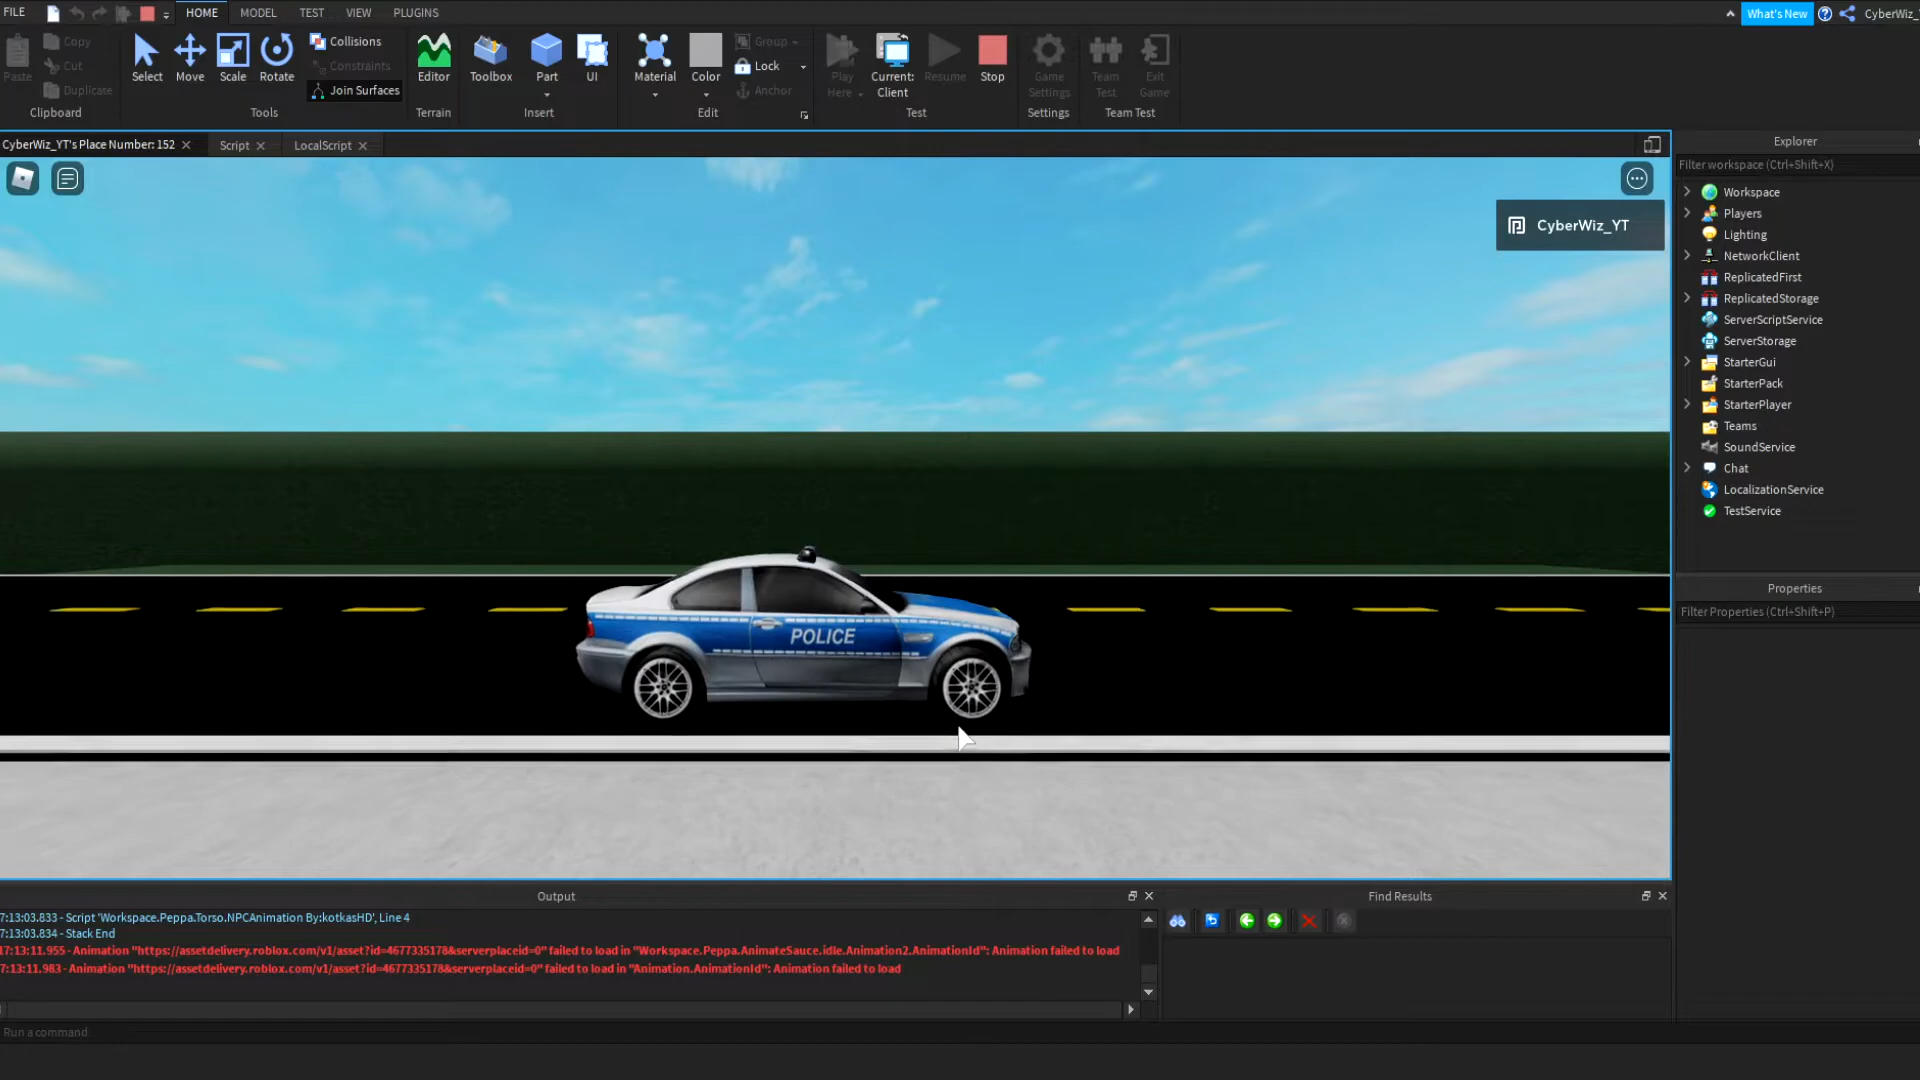 FILE
HOME
MODEL
TEST
VIEW
PLUGINS
What's New
CyberWiz_
Paste
Copy
Cut
Duplicate
Clipboard
Select
Move
Scale
Rotate
Collisions
Constraints
Join Surfaces
Tools
Editor
Terrain
Toolbox
Part
UI
Insert
Material
Color
Group
Lock
Anchor
Edit
Play
Here
Current:
Client
Resume
Stop
Test
Game
Settings
Settings
Team
Test
Exit
Game
Team Test
CyberWiz_YT's Place Number: 152
Script
LocalScript
CyberWiz_YT
POLICE
Explorer
Filter workspace (Ctrl+Shift+X)
Workspace
Players
Lighting
NetworkClient
ReplicatedFirst
ReplicatedStorage
ServerScriptService
ServerStorage
StarterGui
StarterPack
StarterPlayer
Teams
SoundService
Chat
LocalizationService
TestService
Properties
Filter Properties (Ctrl+Shift+P)
Output
7:13:03.833 - Script 'Workspace.Peppa.Torso.NPCAnimation By:kotkasHD', Line 4
7:13:03.834 - Stack End
17:13:11.955 - Animation "https://assetdelivery.roblox.com/v1/asset?id=4677335178&serverplaceid=0" failed to load in "Workspace.Peppa.AnimateSauce.idle.Animation2.AnimationId": Animation failed to load
7:13:11.983 - Animation "https://assetdelivery.roblox.com/v1/asset?id=4677335178&serverplaceid=0" failed to load in "Animation.AnimationId": Animation failed to load
Find Results
Run a command